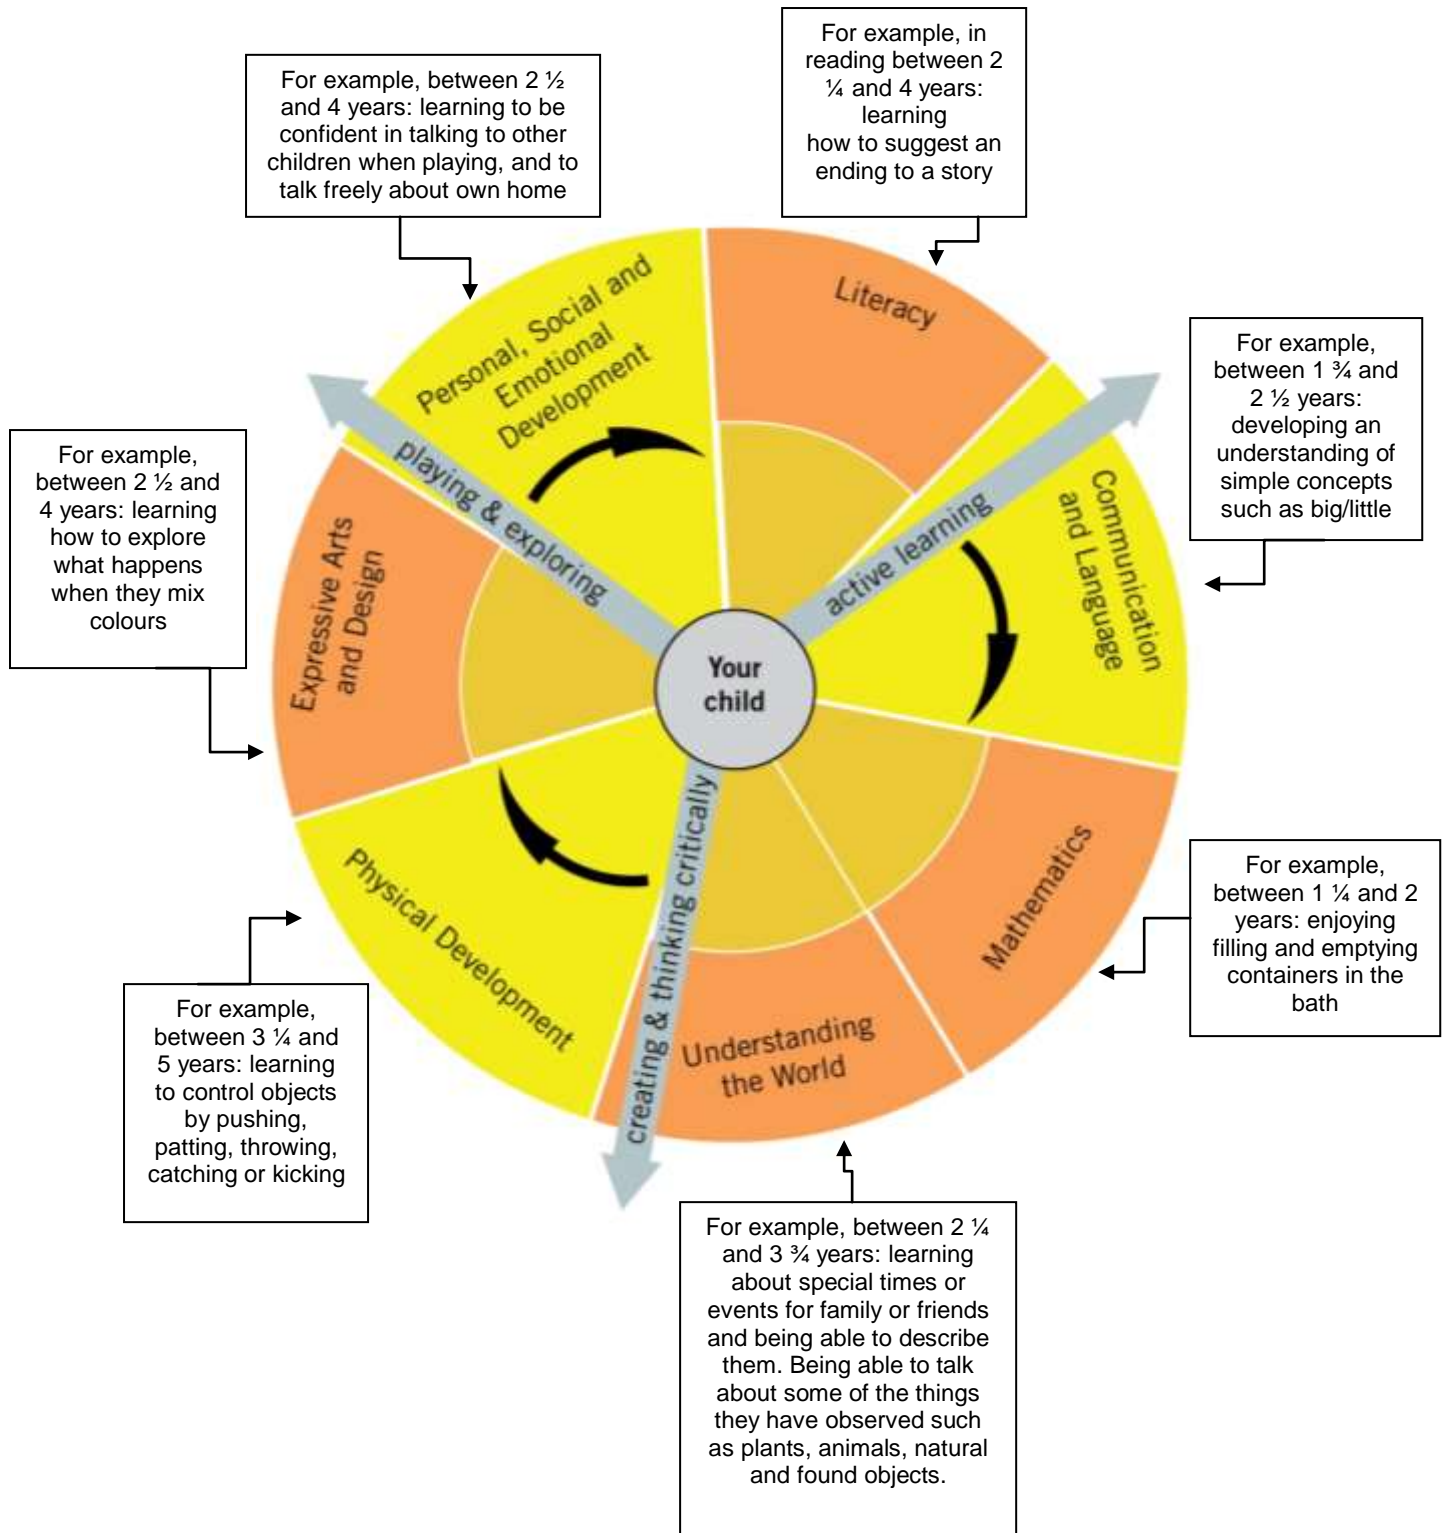 For example, in
reading between 2
¼ and 4 years:
learning
how to suggest an
ending to a story
For example, between 2 ½
and 4 years: learning to be
confident in talking to other
children when playing, and to
talk freely about own home
For example,
between 1 ¾ and
2 ½ years:
developing an
understanding of
simple concepts
such as big/little
For example,
between 2 ½ and
4 years: learning
how to explore
what happens
when they mix
colours
Personal, Social and
Emotional
Development
Literacy
Communication
and Language
Expressive Arts
and Design
playing & exploring
active learning
Your
child
creating & thinking critically
Physical Development
Mathematics
Understanding
the World
For example,
between 1 ¼ and 2
years: enjoying
filling and emptying
containers in the
bath
For example,
between 3 ¼ and
5 years: learning
to control objects
by pushing,
patting, throwing,
catching or kicking
For example, between 2 ¼
and 3 ¾ years: learning
about special times or
events for family or friends
and being able to describe
them. Being able to talk
about some of the things
they have observed such
as plants, animals, natural
and found objects.